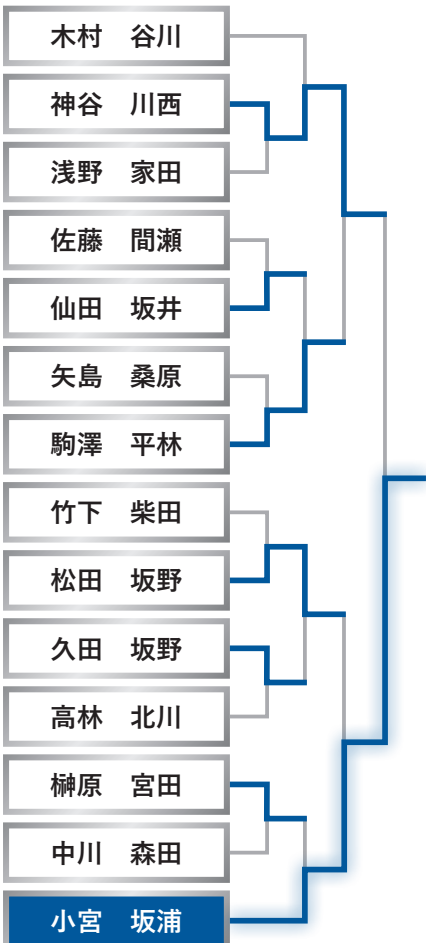 木村　谷川
神谷　川西
浅野　家田
佐藤　間瀬
仙田　坂井
矢島　桑原
駒澤　平林
竹下　柴田
松田　坂野
久田　坂野
高林　北川
榊原　宮田
中川　森田
小宮　坂浦